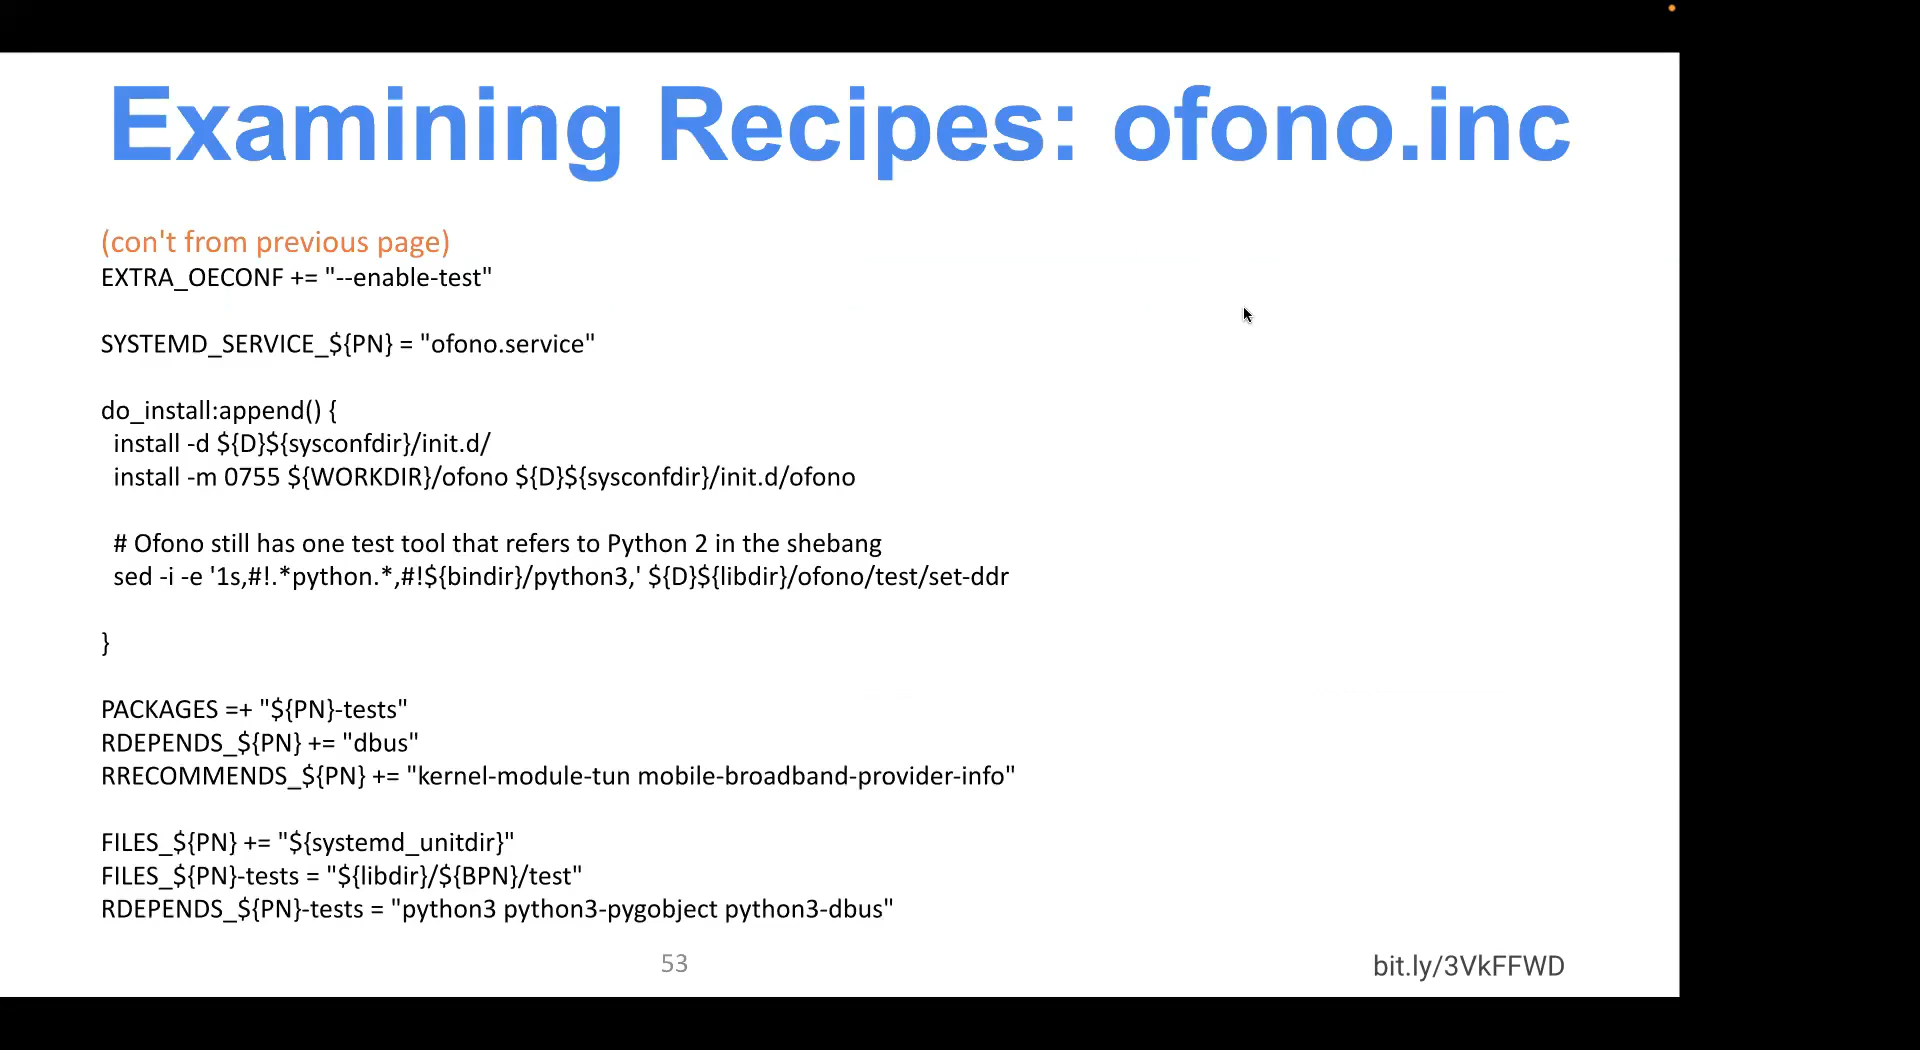 Examining Recipes: ofono.inc
(con't from previous page)
EXTRA_OECONF += "--enable-test"
SYSTEMD_SERVICE_${PN} = "ofono.service"
do_install:append() {
install -d ${D}${sysconfdir}/init.d/
install -m 0755 ${WORKDIR}/ofono ${D}${sysconfdir}/init.d/ofono
# Ofono still has one test tool that refers to Python 2 in the shebang
sed -i -e '1s,#!.*python.*,#!${bindir}/python3,' ${D}${libdir}/ofono/test/set-ddr
}
PACKAGES =+ "${PN}-tests"
RDEPENDS_${PN} += "dbus"
RRECOMMENDS_${PN} += "kernel-module-tun mobile-broadband-provider-info"
FILES_${PN} += "${systemd_unitdir}"
FILES_${PN}-tests = "${libdir}/${BPN}/test"
RDEPENDS_${PN}-tests = "python3 python3-pygobject python3-dbus"
53
bit.ly/3VkFFWD